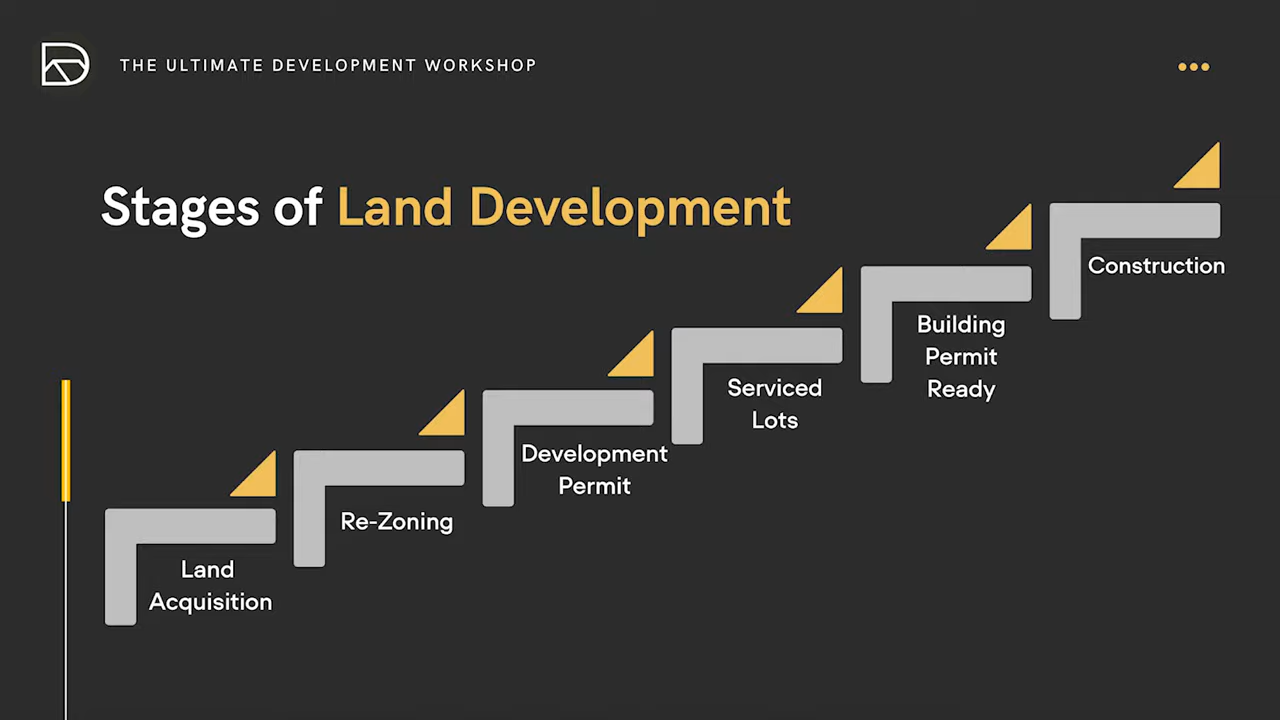 THE ULTIMATE DEVELOPMENT WORKSHOP
Stages of Land Development
Land
Acquisition
Re-Zoning
Development
Permit
Serviced
Lots
Building
Permit
Ready
Construction